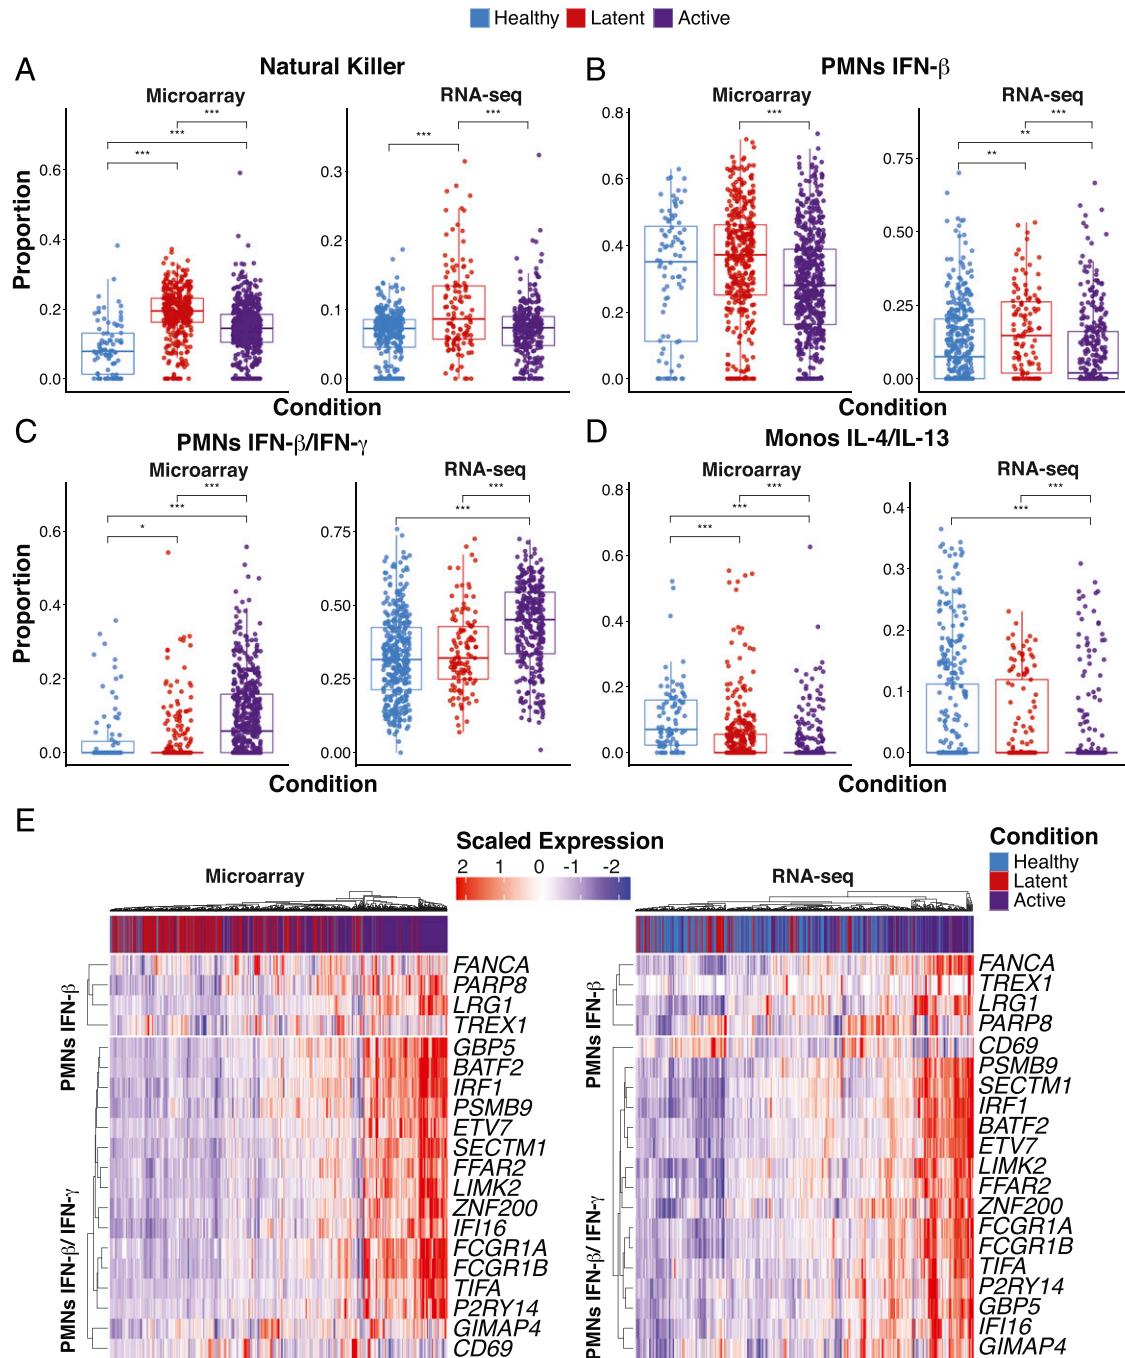 Healthy Latent Active
A
Natural Killer
Microarray
RNA-seq
***
***
***
***
***
Proportion
0.6
0.4
0.2
0.0
0.3
0.2
0.1
0.0
Condition
B
PMNs IFN-β
Microarray
RNA-seq
***
***
**
**
0.8
0.6
0.4
0.2
0.0
0.75
0.50
0.25
0.00
Condition
C
PMNs IFN-β/IFN-γ
Microarray
RNA-seq
***
***
*
***
***
Proportion
0.6
0.4
0.2
0.0
0.75
0.50
0.25
0.00
Condition
D
Monos IL-4/IL-13
Microarray
RNA-seq
***
***
***
***
***
0.8
0.6
0.4
0.2
0.0
0.4
0.3
0.2
0.1
0.0
Condition
E
Scaled Expression
2 1 0 -1 -2
Condition
Healthy
Latent
Active
Microarray
PMNs IFN-β
PMNs IFN-β/ IFN-γ
FANCA
PARP8
LRG1
TREX1
GBP5
BATF2
IRF1
PSMB9
ETV7
SECTM1
FFAR2
LIMK2
ZNF200
IFI16
FCGR1A
FCGR1B
TIFA
P2RY14
GIMAP4
CD69
RNA-seq
PMNs IFN-β
PMNs IFN-β/ IFN-γ
FANCA
TREX1
LRG1
PARP8
CD69
PSMB9
SECTM1
IRF1
BATF2
ETV7
LIMK2
FFAR2
ZNF200
FCGR1A
FCGR1B
TIFA
P2RY14
GBP5
IFI16
GIMAP4